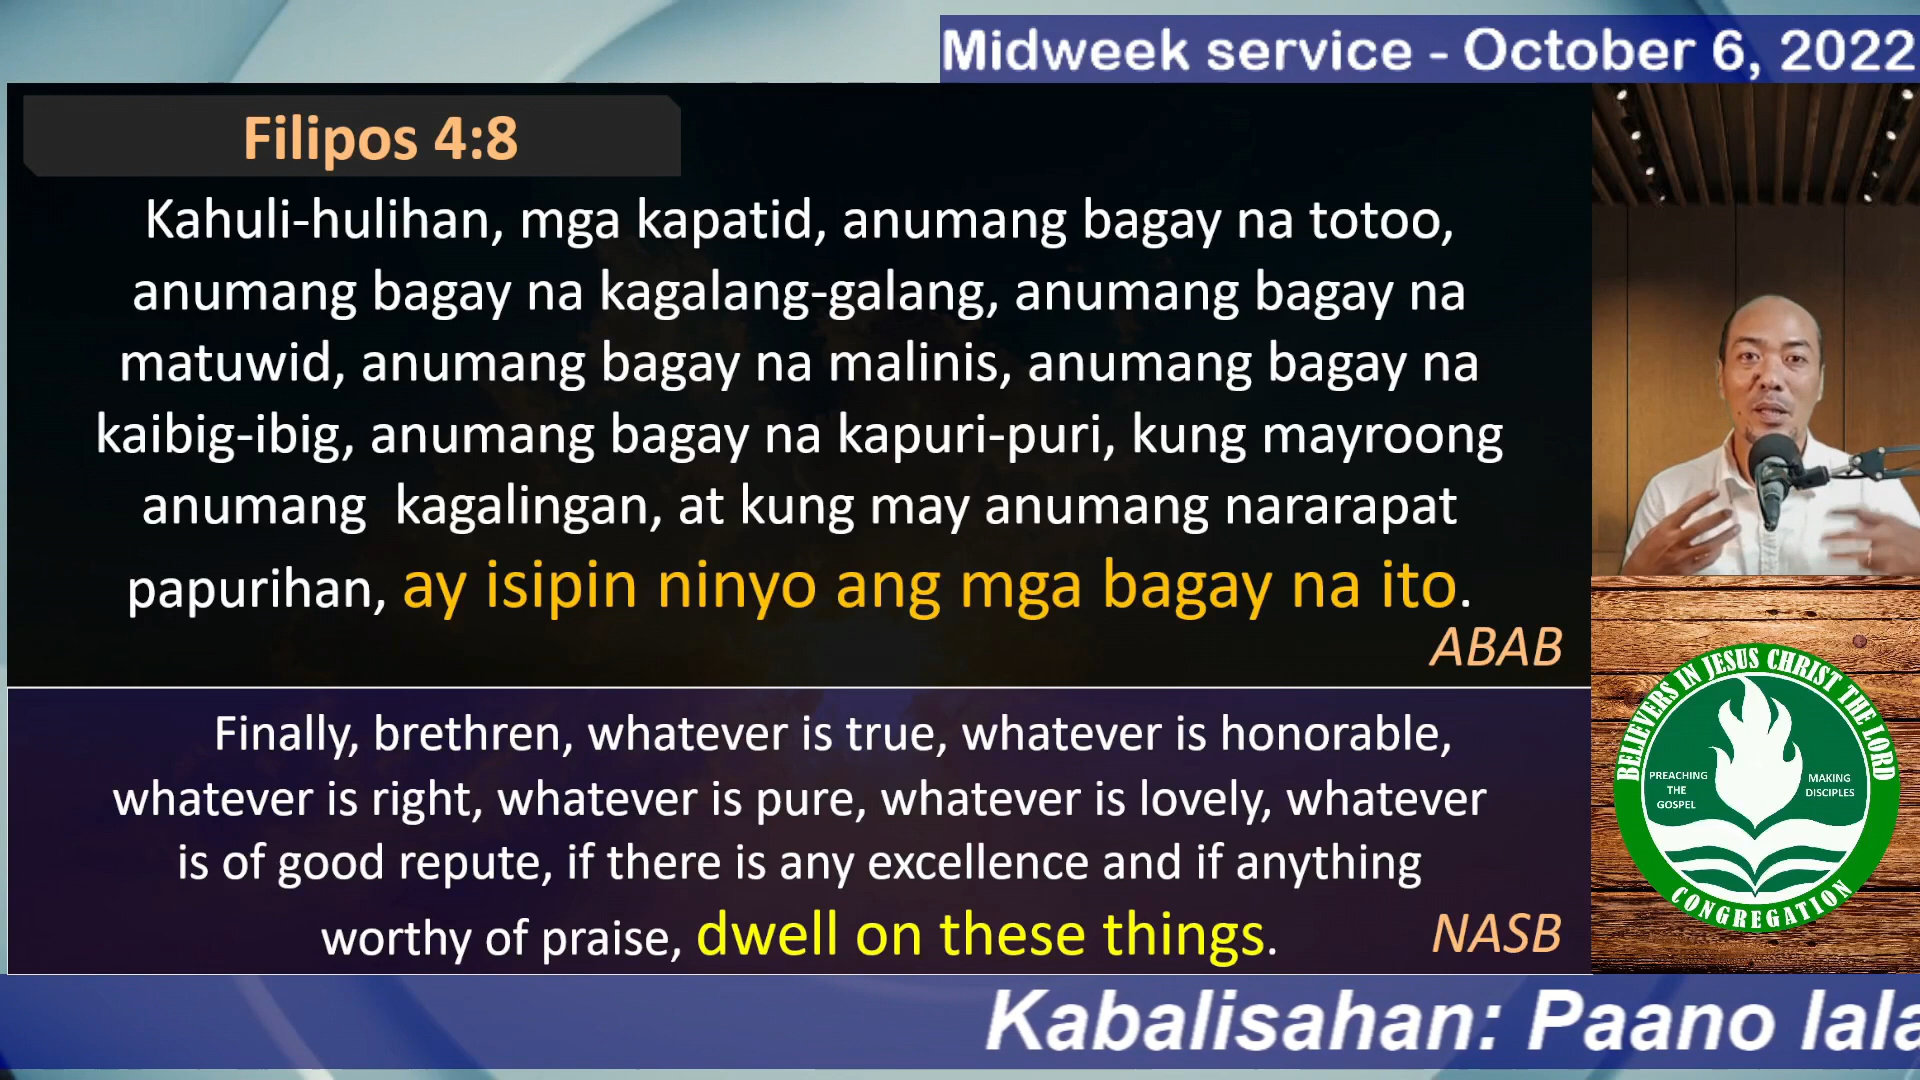 Midweek service - October 6, 2022
Filipos 4:8
Kahuli-hulihan, mga kapatid, anumang bagay na totoo,
anumang bagay na kagalang-galang, anumang bagay na
matuwid, anumang bagay na malinis, anumang bagay na
kaibig-ibig, anumang bagay na kapuri-puri, kung mayroong
anumang kagalingan, at kung may anumang nararapat
papurihan, ay isipin ninyo ang mga bagay na ito.
ABAB
Finally, brethren, whatever is true, whatever is honorable,
whatever is right, whatever is pure, whatever is lovely, whatever
is of good repute, if there is any excellence and if anything
worthy of praise, dwell on these things.
NASB
BELIEVERS IN JESUS CHRIST THE LORD
PREACHING
THE
GOSPEL
MAKING
DISCIPLES
CONGREGATION
Kabalisahan: Paano lala